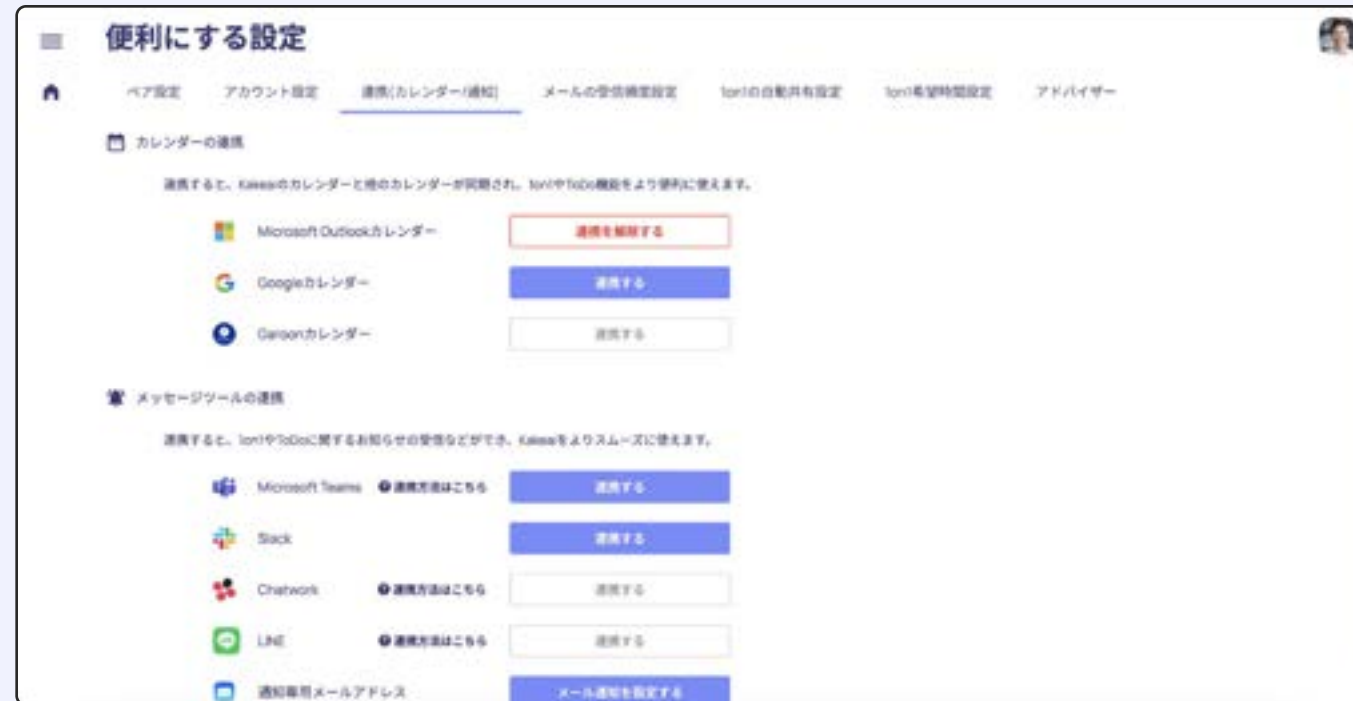 便利にする設定
ペア設定 アカウント設定 連携(カレンダー/通知) メールの受信頻度設定 1on1の自動共有設定 1on1希望時間設定 アドバイザー
カレンダーの連携
連携すると、Kakeaiのカレンダーと他のカレンダーが同期され、1on1やToDo機能をより便利に使えます。
Microsoft Outlookカレンダー 連携を解除する
Googleカレンダー 連携する
Garoonカレンダー 連携する
メッセージツールの連携
連携すると、1on1やToDoに関するお知らせの受信などができ、Kakeaiをよりスムーズに使えます。
Microsoft Teams 連携方法はこちら 連携する
Slack 連携する
Chatwork 連携方法はこちら 連携する
LINE 連携方法はこちら 連携する
通知専用メールアドレス メール通知を設定する